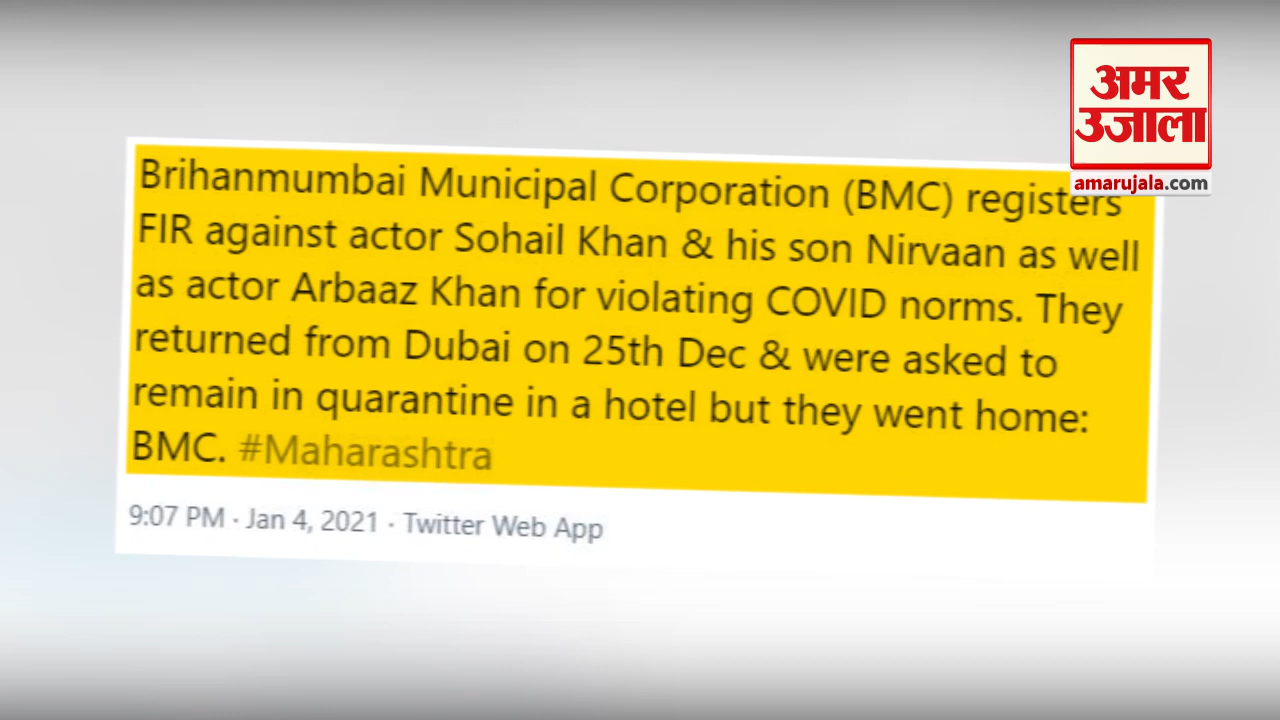 अमर
उजाला
amarujala.com
Brihanmumbai Municipal Corporation (BMC) registers
FIR against actor Sohail Khan & his son Nirvaan as well
as actor Arbaaz Khan for violating COVID norms. They
returned from Dubai on 25th Dec & were asked to
remain in quarantine in a hotel but they went home:
BMC. #Maharashtra
9:07 PM · Jan 4, 2021 · Twitter Web App